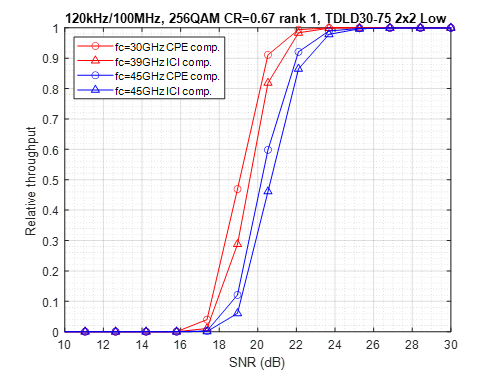 120kHz/100MHz, 256QAM CR=0.67 rank 1, TDLD30-75 2x2 Low
fc=30GHz CPE comp.
fc=39GHz ICI comp.
fc=45GHz CPE comp.
fc=45GHz ICI comp.
Relative throughput
1
0.9
0.8
0.7
0.6
0.5
0.4
0.3
0.2
0.1
0
10 12 14 16 18 20 22 24 26 28 30
SNR (dB)